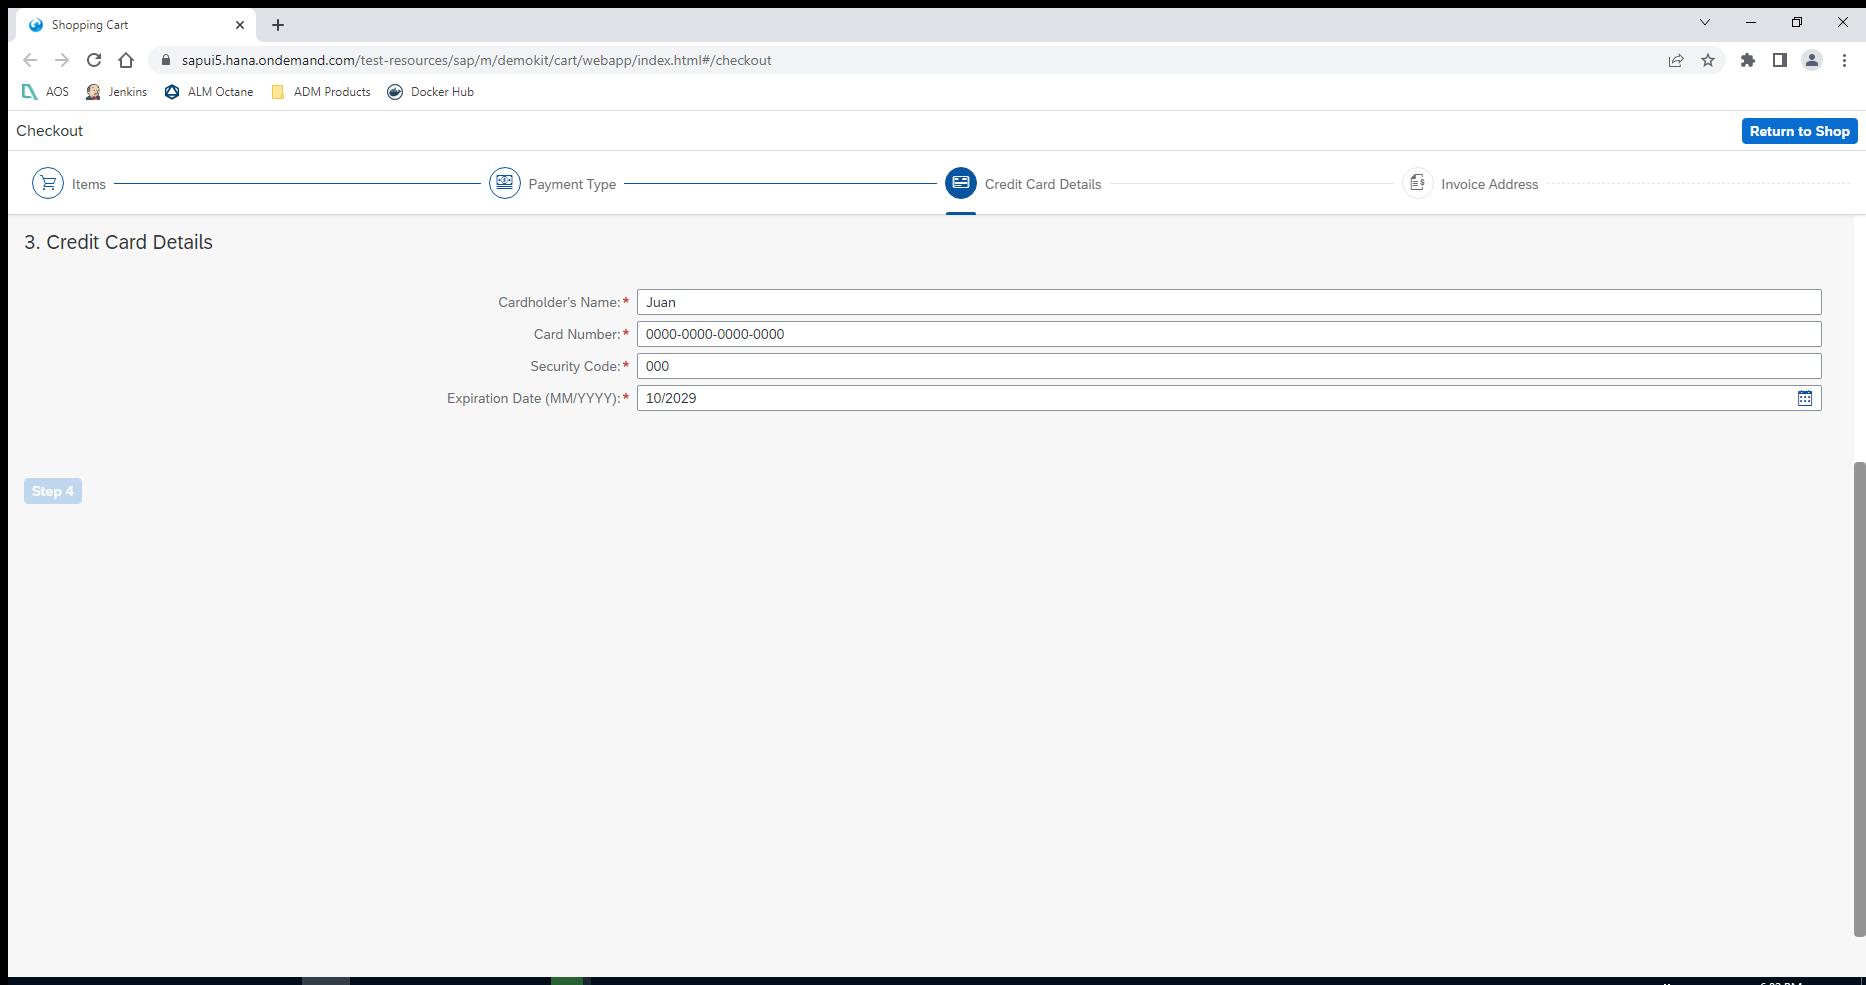 Shopping Cart
sapui5.hana.ondemand.com/test-resources/sap/m/demokit/cart/webapp/index.html#/checkout
AOS Jenkins ALM Octane ADM Products Docker Hub
Checkout Return to Shop
Items Payment Type Credit Card Details Invoice Address
3. Credit Card Details
Cardholder's Name:* Juan
Card Number:* 0000-0000-0000-0000
Security Code:* 000
Expiration Date (MM/YYYY):* 10/2029
Step 4